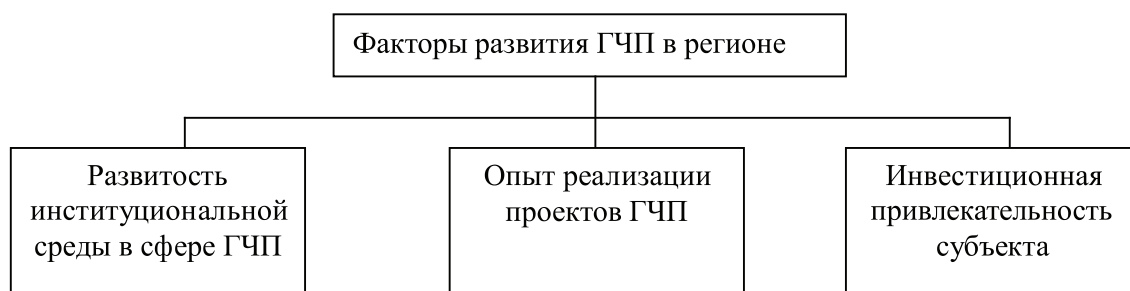 Факторы развития ГЧП в регионе
Развитость
институциональной
среды в сфере ГЧП
Опыт реализации
проектов ГЧП
Инвестиционная
привлекательность
субъекта